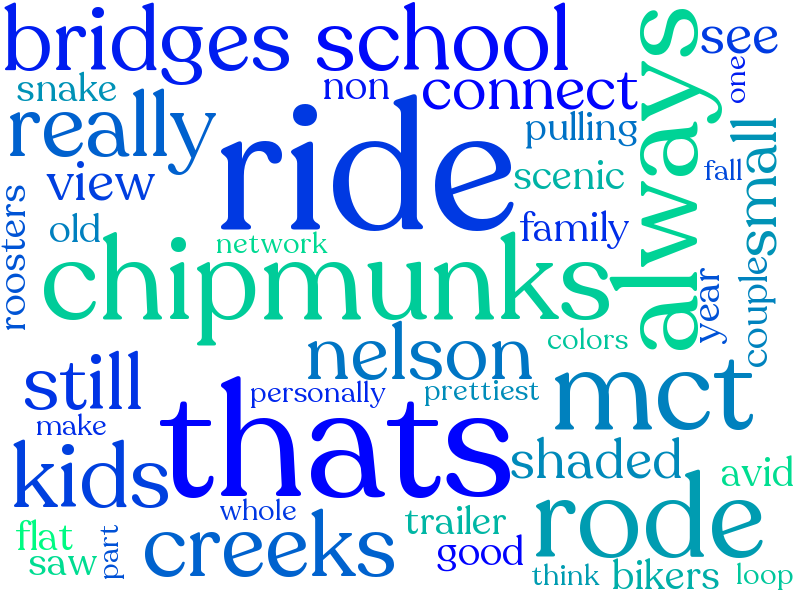 bridges school
always
see
snake
non
connect
one
really
ride
pulling
small
view
scenic
fall
roosters
old
family
network
chipmunks
year
couple
nelson
colors
still
personally
prettiest
mct
make
thats
kids
shaded
avid
whole
rode
flat
part
creeks
trailer
saw
good
think
bikers
loop